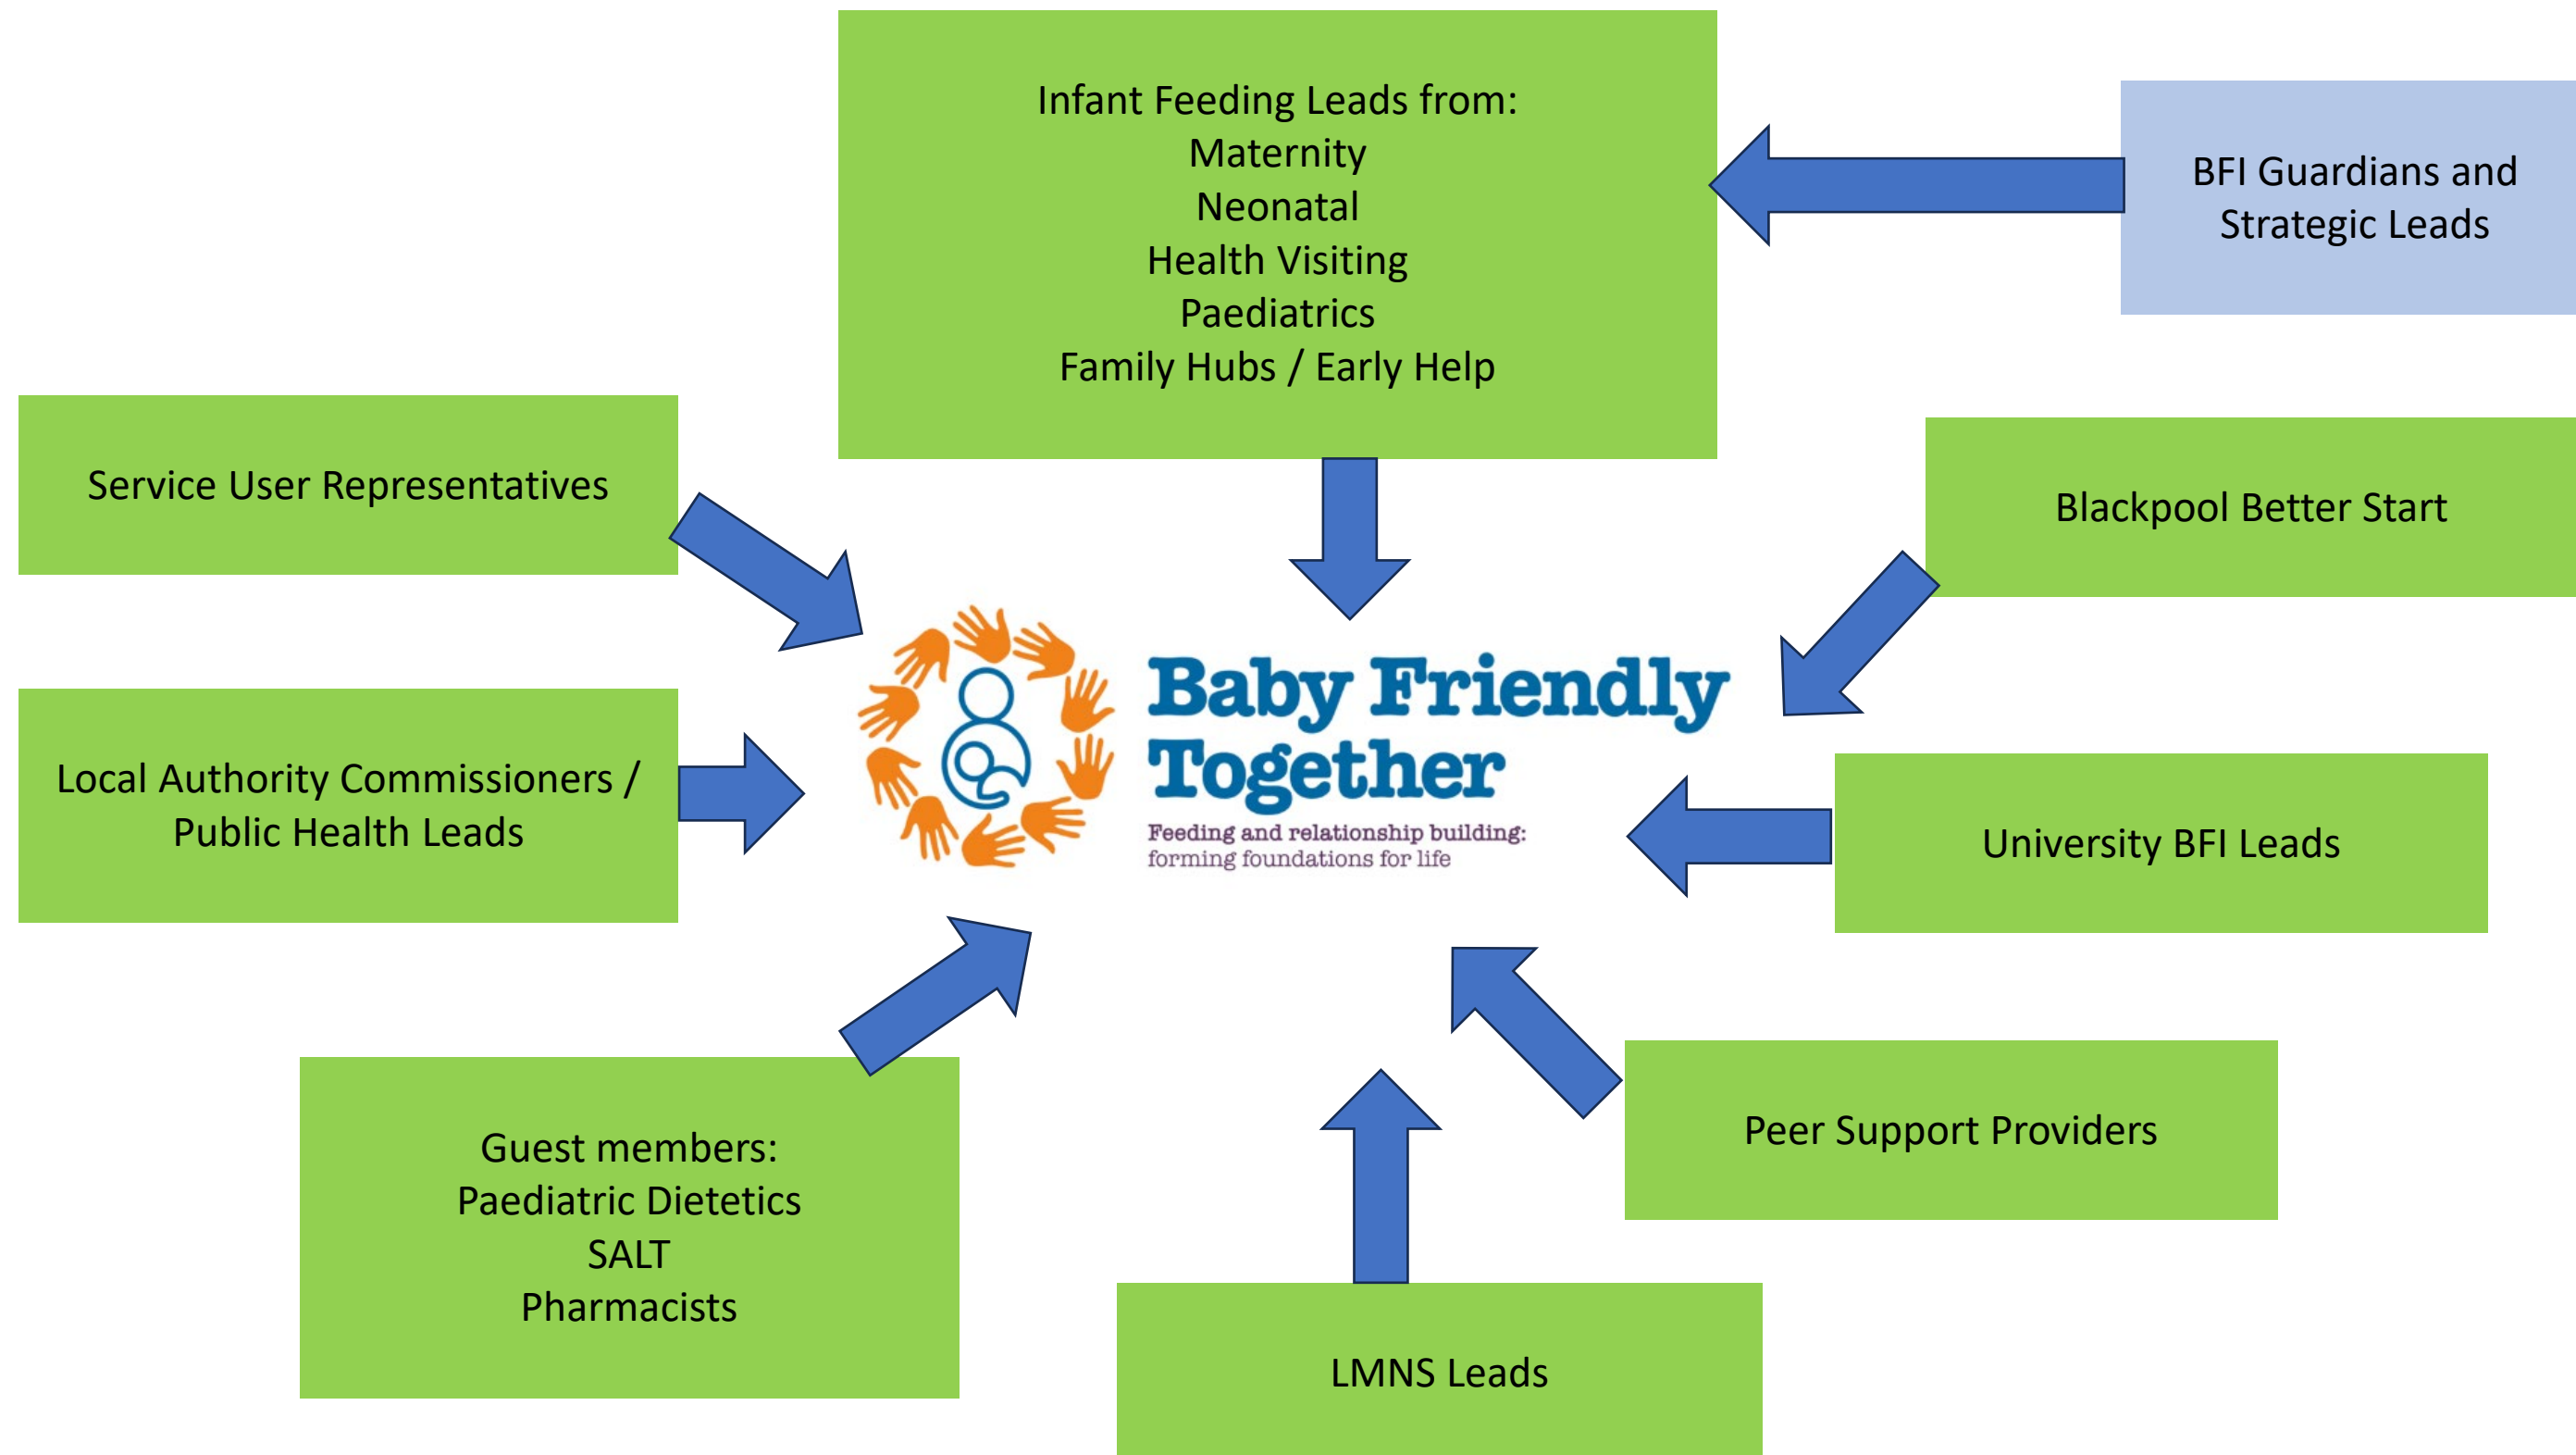 Infant Feeding Leads from:
Maternity
Neonatal
Health Visiting
Paediatrics
Family Hubs / Early Help
BFI Guardians and
Strategic Leads
Service User Representatives
Blackpool Better Start
Baby Friendly
Together
Feeding and relationship building:
forming foundations for life
Local Authority Commissioners /
Public Health Leads
University BFI Leads
Guest members:
Paediatric Dietetics
SALT
Pharmacists
Peer Support Providers
LMNS Leads